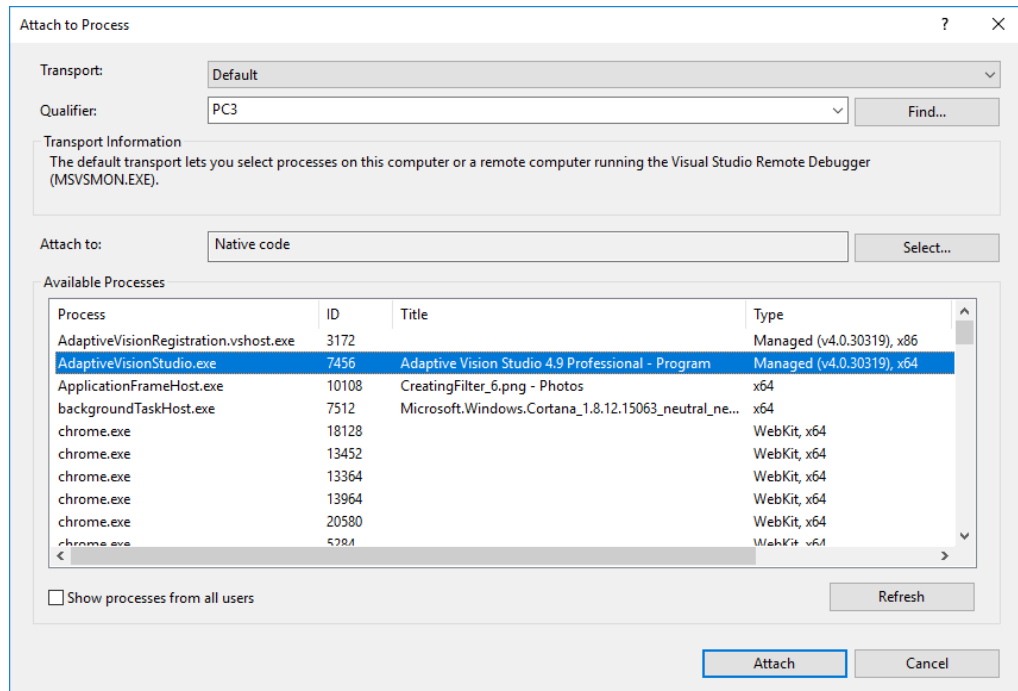 Attach to Process
Transport: Default
Qualifier: PC3 Find...
Transport Information
The default transport lets you select processes on this computer or a remote computer running the Visual Studio Remote Debugger
(MSVSMON.EXE).
Attach to: Native code Select...
Available Processes
Process ID Title Type
AdaptiveVisionRegistration.vshost.exe 3172 Managed (v4.0.30319), x86
AdaptiveVisionStudio.exe 7456 Adaptive Vision Studio 4.9 Professional - Program Managed (v4.0.30319), x64
ApplicationFrameHost.exe 10108 CreatingFilter_6.png - Photos x64
backgroundTaskHost.exe 7512 Microsoft.Windows.Cortana_1.8.12.15063_neutral_ne... x64
chrome.exe 18128 WebKit, x64
chrome.exe 13452 WebKit, x64
chrome.exe 13364 WebKit, x64
chrome.exe 13964 WebKit, x64
chrome.exe 20580 WebKit, x64
chrome.exe 5284 WebKit, x64
Show processes from all users Refresh
Attach Cancel